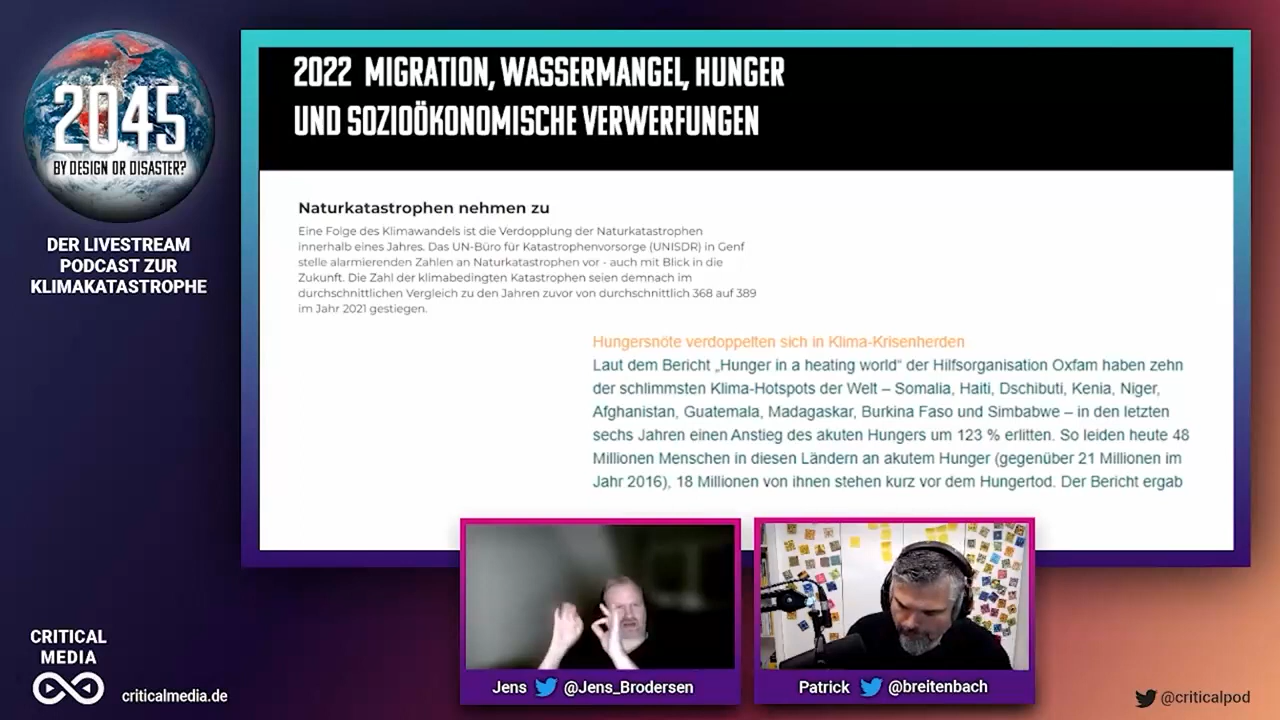 2045
BY DESIGN OR DISASTER?
DER LIVESTREAM
PODCAST ZUR
KLIMAKATASTROPHE
2022 MIGRATION, WASSERMANGEL, HUNGER
UND SOZIOÖKONOMISCHE VERWERFUNGEN
Naturkatastrophen nehmen zu
Eine Folge des Klimawandels ist die Verdopplung der Naturkatastrophen
innerhalb eines Jahres. Das UN-Büro für Katastrophenvorsorge (UNISDR) in Genf
stelle alarmierenden Zahlen an Naturkatastrophen vor - auch mit Blick in die
Zukunft. Die Zahl der klimabedingten Katastrophen seien demnach im
durchschnittlichen Vergleich zu den Jahren zuvor von durchschnittlich 368 auf 389
im Jahr 2021 gestiegen.
Hungersnöte verdoppelten sich in Klima-Krisenherden
Laut dem Bericht „Hunger in a heating world“ der Hilfsorganisation Oxfam haben zehn
der schlimmsten Klima-Hotspots der Welt – Somalia, Haiti, Dschibuti, Kenia, Niger,
Afghanistan, Guatemala, Madagaskar, Burkina Faso und Simbabwe – in den letzten
sechs Jahren einen Anstieg des akuten Hungers um 123 % erlitten. So leiden heute 48
Millionen Menschen in diesen Ländern an akutem Hunger (gegenüber 21 Millionen im
Jahr 2016), 18 Millionen von ihnen stehen kurz vor dem Hungertod. Der Bericht ergab
Jens @Jens_Brodersen
Patrick @breitenbach
CRITICAL
MEDIA
criticalmedia.de
@criticalpod